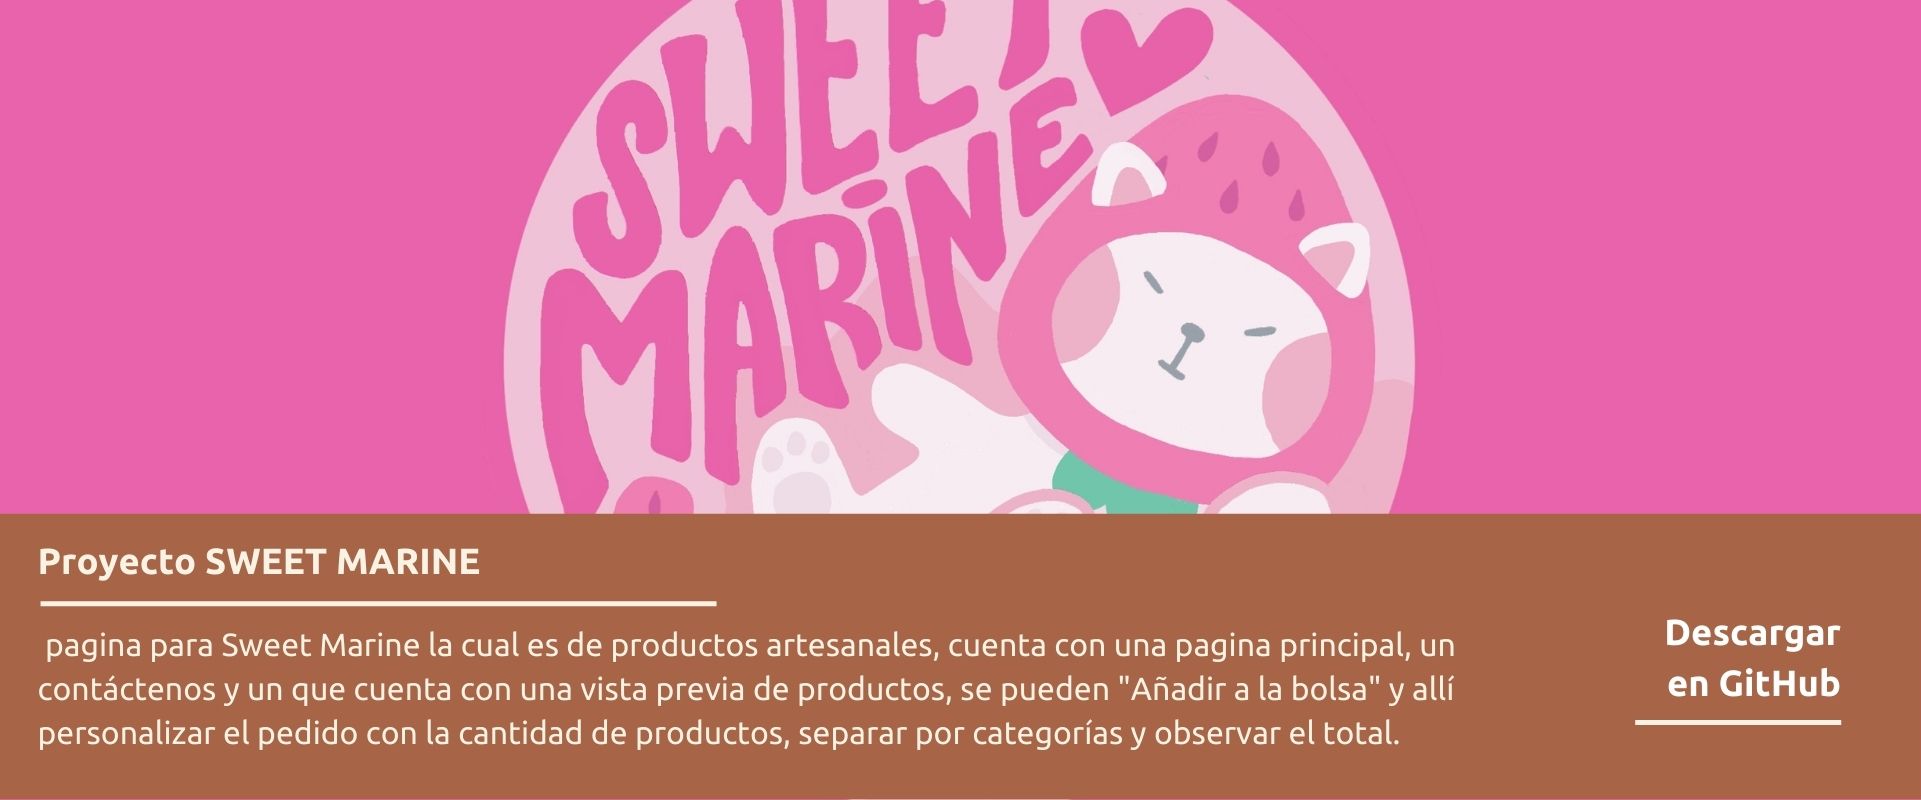 SWEET
MARINE
Proyecto SWEET MARINE
pagina para Sweet Marine la cual es de productos artesanales, cuenta con una pagina principal, un
contáctenos y un que cuenta con una vista previa de productos, se pueden "Añadir a la bolsa" y allí
personalizar el pedido con la cantidad de productos, separar por categorías y observar el total.
Descargar
en GitHub